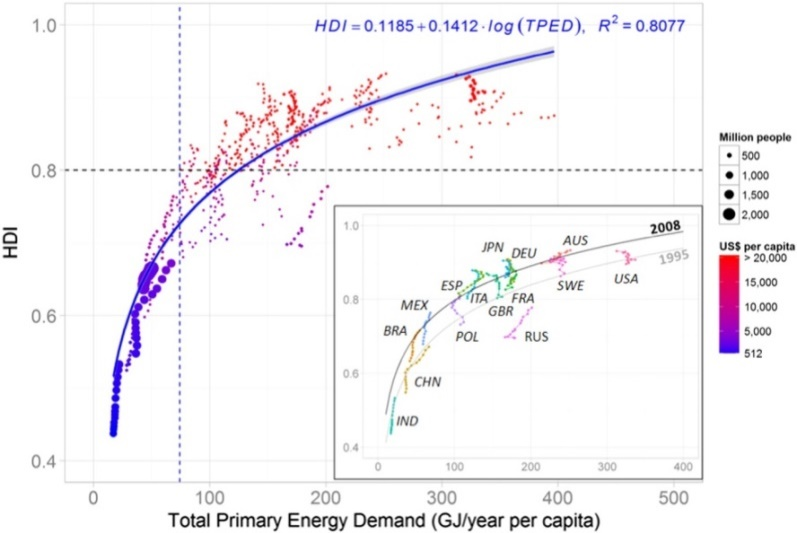 HDI = 0.1185+0.1412·log(TPED), R² = 0.8077
1.0
0.8
0.6
0.4
HDI
0
100
200
300
400
500
Total Primary Energy Demand (GJ/year per capita)
1.0
0.8
0.6
0.4
0
100
200
300
400
2008
1995
JPN
DEU
AUS
ESP
ITA
GBR
FRA
SWE
USA
MEX
BRA
POL
RUS
CHN
IND
Million people
500
1,000
1,500
2,000
US$ per capita
> 20,000
15,000
10,000
5,000
512